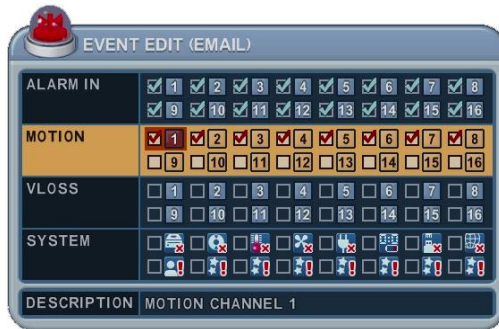 EVENT EDIT (EMAIL)
ALARM IN 1 2 3 4 5 6 7 8
9 10 11 12 13 14 15 16
MOTION 1 2 3 4 5 6 7 8
9 10 11 12 13 14 15 16
VLOSS 1 2 3 4 5 6 7 8
9 10 11 12 13 14 15 16
SYSTEM
DESCRIPTION MOTION CHANNEL 1